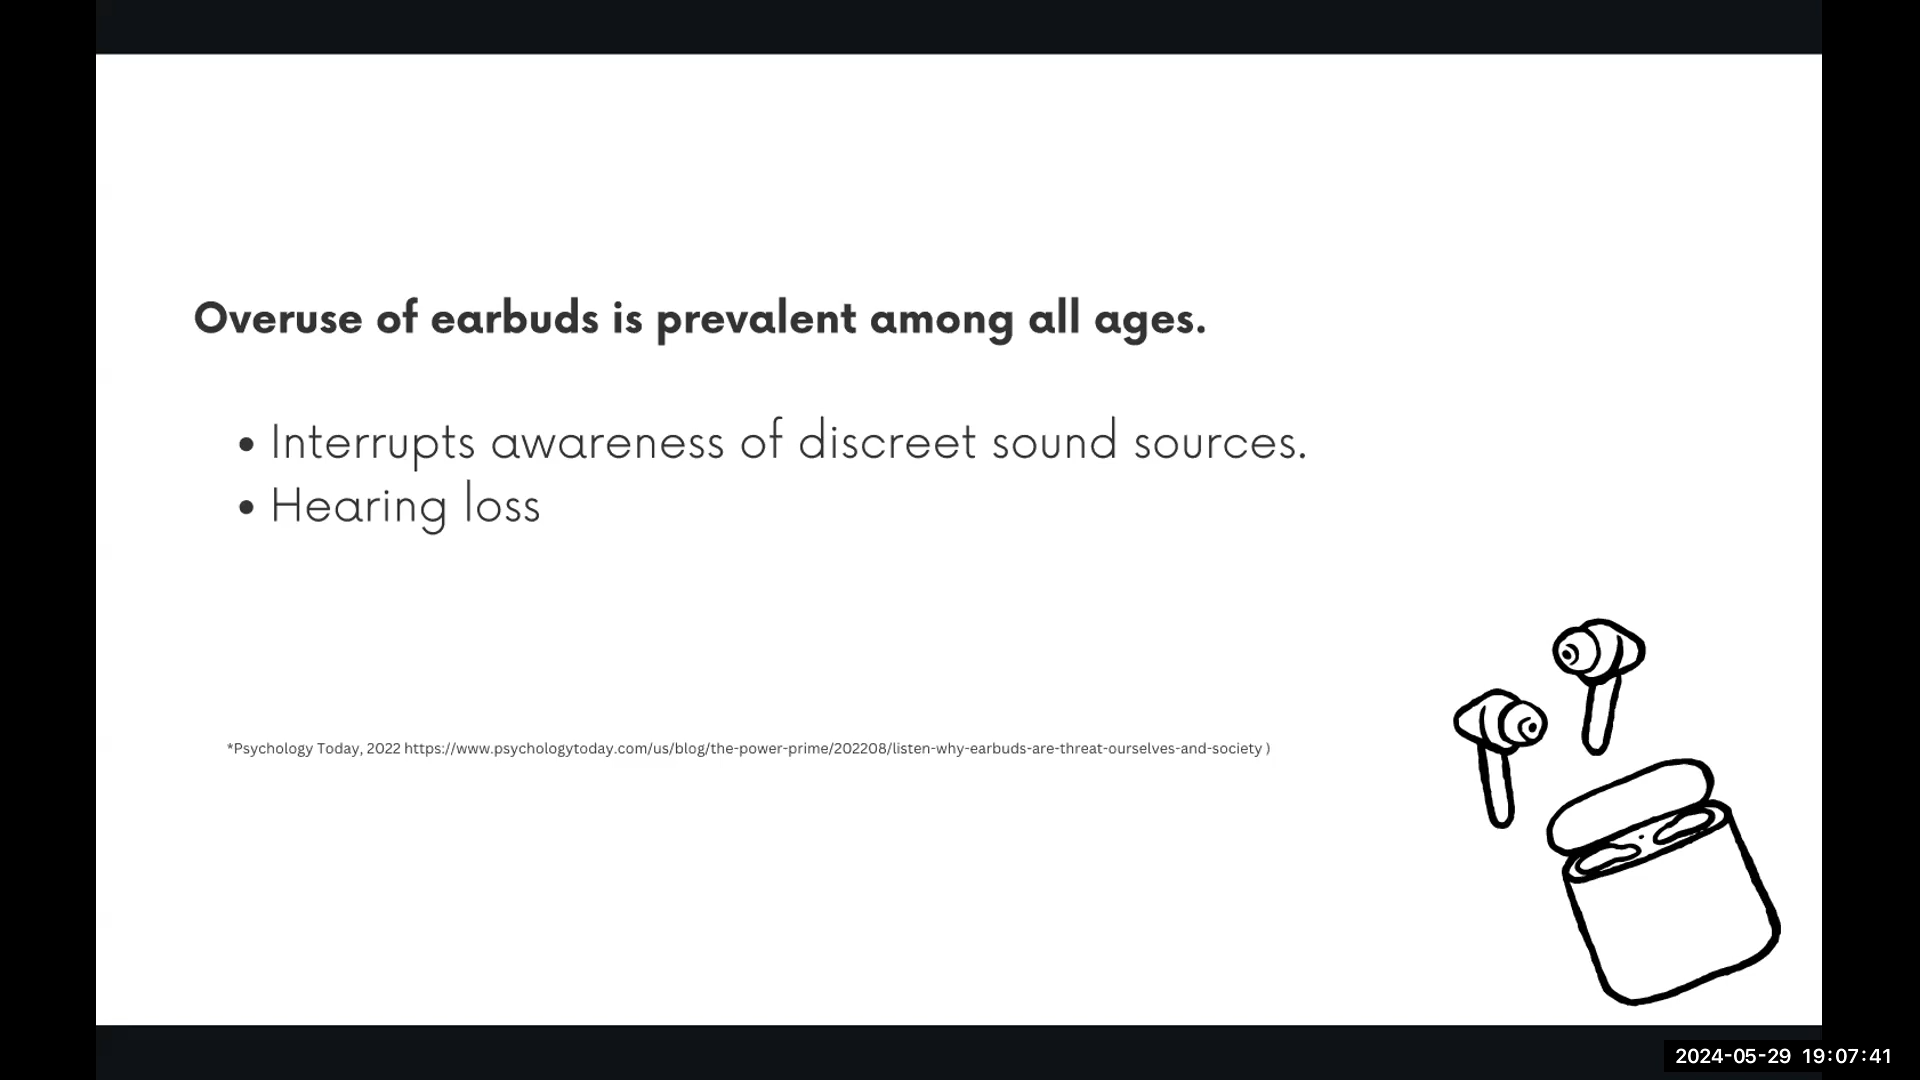 Overuse of earbuds is prevalent among all ages.
• Interrupts awareness of discreet sound sources.
• Hearing loss
*Psychology Today, 2022 https://www.psychologytoday.com/us/blog/the-power-prime/202208/listen-why-earbuds-are-threat-ourselves-and-society )
2024-05-29 19:07:41